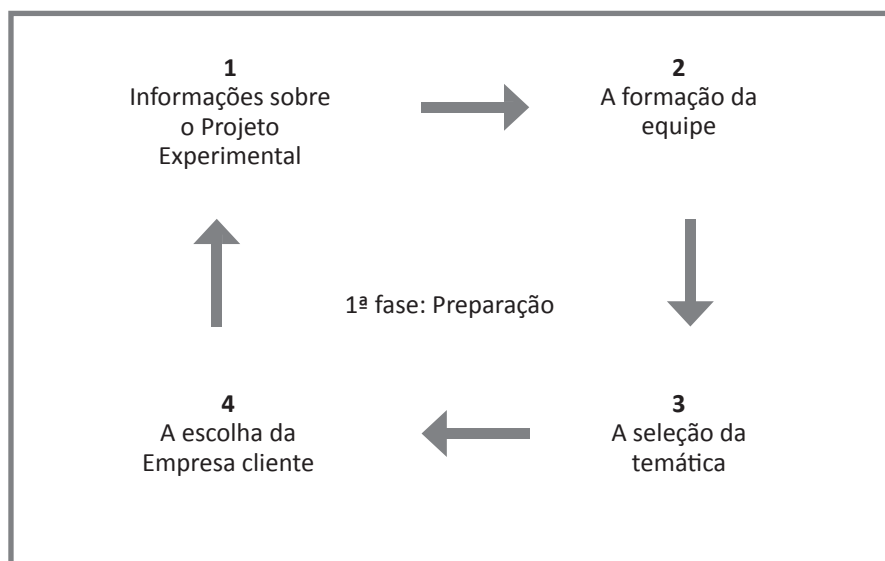 1
Informações sobre
o Projeto
Experimental
2
A formação da
equipe
1ª fase: Preparação
4
A escolha da
Empresa cliente
3
A seleção da
temática